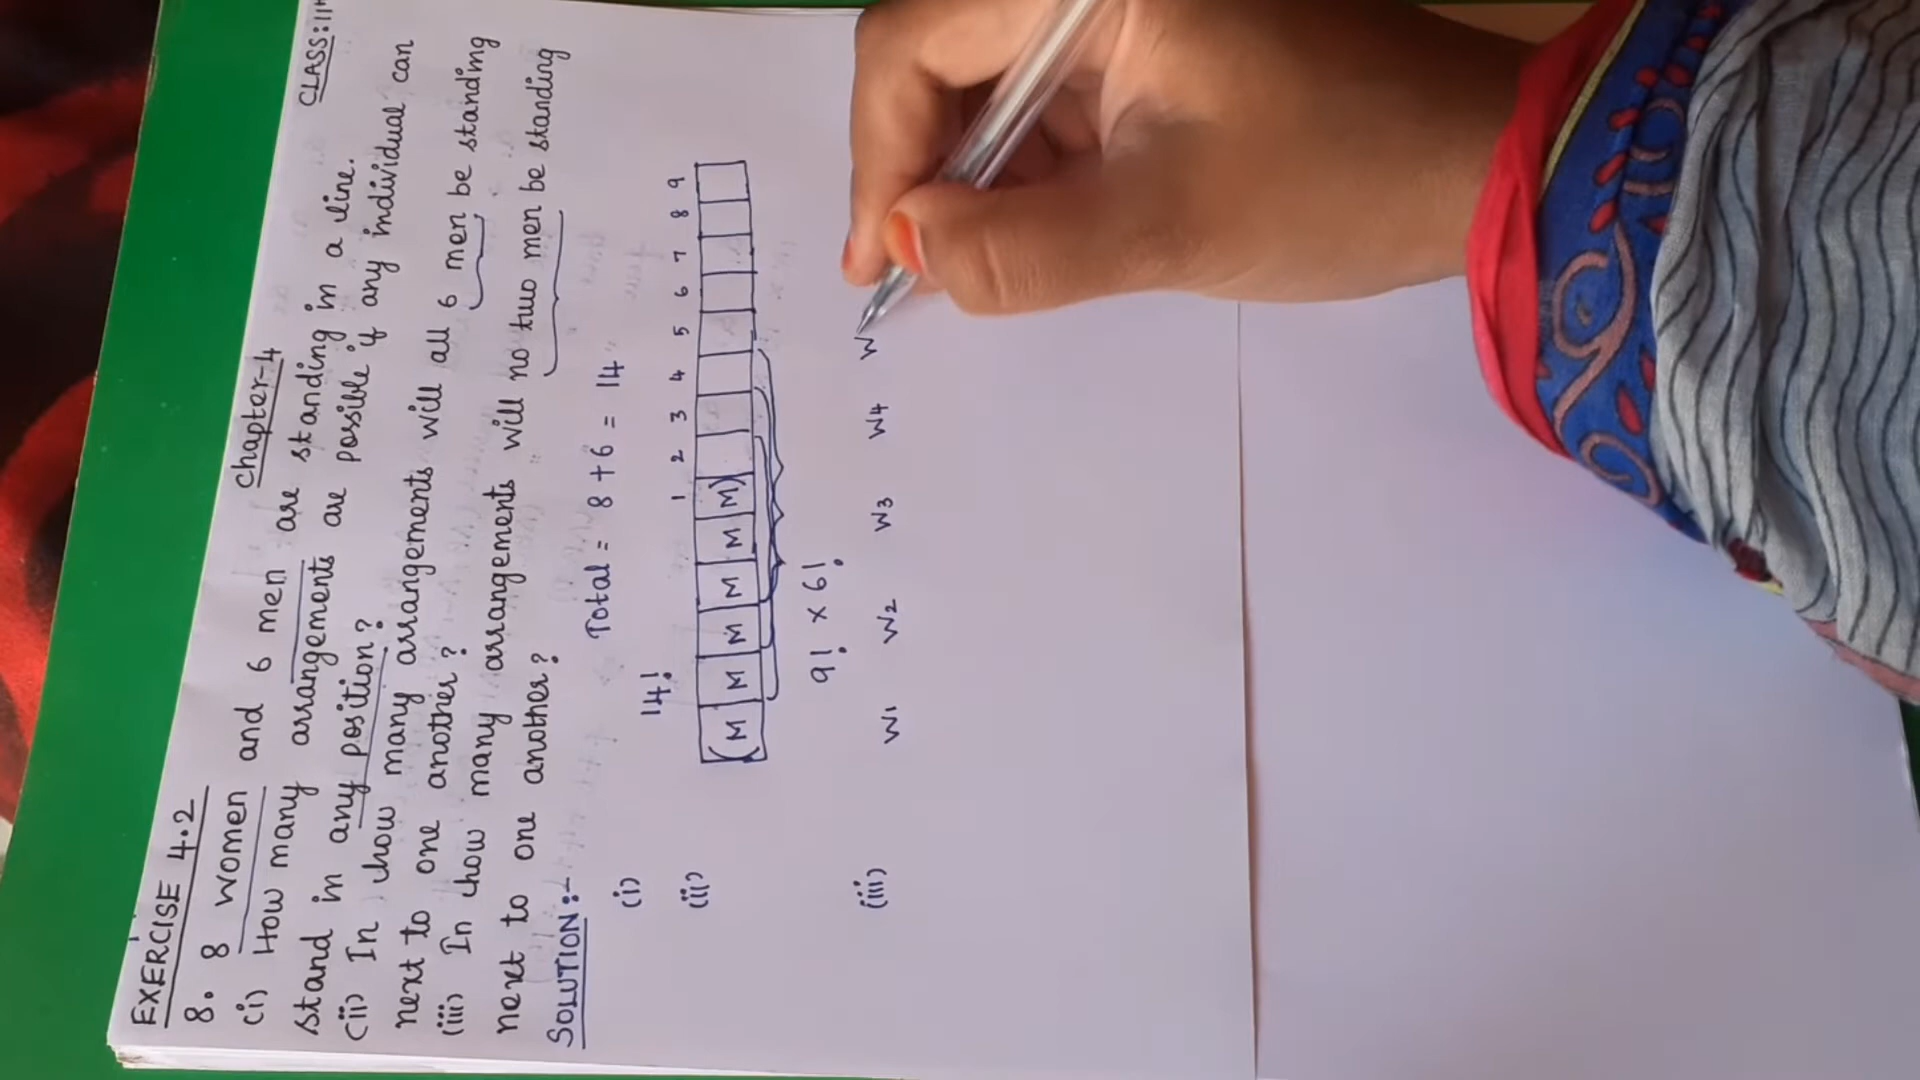 CLASS:11
EXERCISE 4.2 Chapter-4
8. 8 women and 6 men are standing in a line.
(i) How many arrangements are possible if any individual can
stand in any position?
(ii) In how many arrangements will all 6 men be standing
next to one another?
(iii) In how many arrangements will no two men be standing
next to one another?
SOLUTION:- Total = 8 + 6 = 14
(i) 14!
1 2 3 4 5 6 7 8 9
(ii) (M M M M M M)
9! × 6!
(iii) W1 W2 W3 W4 W